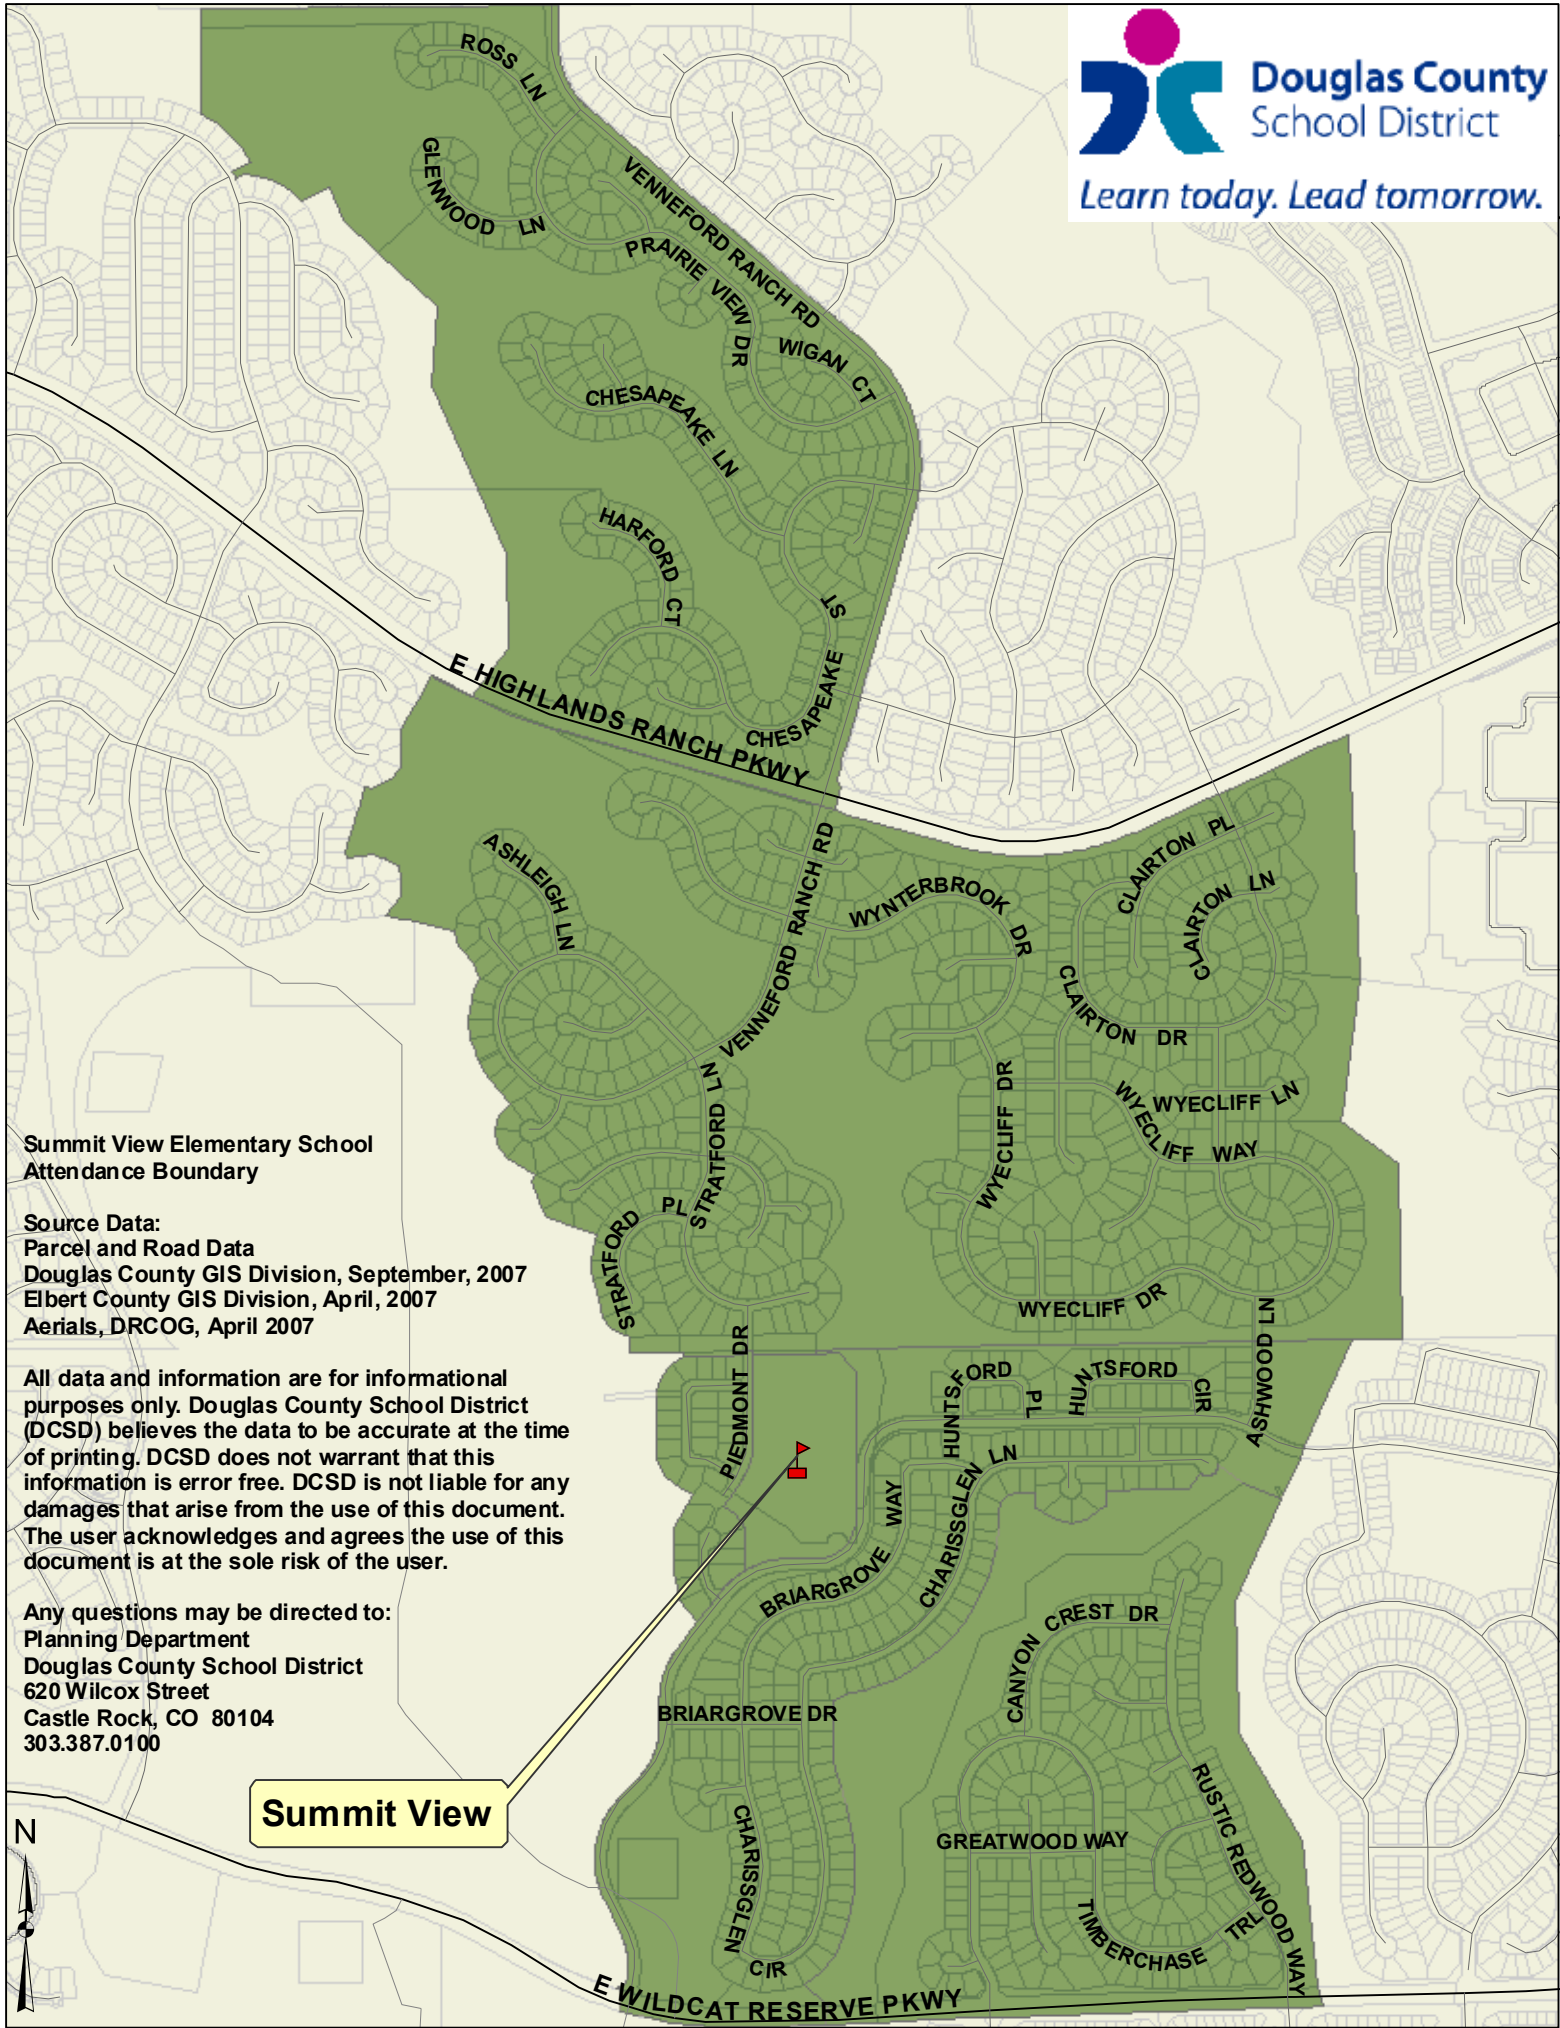 Douglas County
School District
Learn today. Lead tomorrow.
ROSS LN
GLENWOOD LN
VENNEFORD RANCH RD
PRAIRIE VIEW DR
WIGAN CT
CHESAPEAKE LN
HARFORD CT
CHESAPEAKE ST
E HIGHLANDS RANCH PKWY
ASHLEIGH LN
VENNEFORD RANCH RD
WYNTERBROOK DR
CLAIRTON PL
CLAIRTON LN
CLAIRTON DR
WYECLIFF LN
WYECLIFF WAY
WYECLIFF DR
STRATFORD LN
STRATFORD PL
WYECLIFF DR
Summit View Elementary School
Attendance Boundary
Source Data:
Parcel and Road Data
Douglas County GIS Division, September, 2007
Elbert County GIS Division, April, 2007
Aerials, DRCOG, April 2007
All data and information are for informational
purposes only. Douglas County School District
(DCSD) believes the data to be accurate at the time
of printing. DCSD does not warrant that this
information is error free. DCSD is not liable for any
damages that arise from the use of this document.
The user acknowledges and agrees the use of this
document is at the sole risk of the user.
Any questions may be directed to:
Planning Department
Douglas County School District
620 Wilcox Street
Castle Rock, CO 80104
303.387.0100
PIEDMONT DR
HUNTSFORD PL
HUNTSFORD CIR
ASHWOOD LN
CHARISSGLEN LN
BRIARGROVE WAY
CANYON CREST DR
BRIARGROVE DR
Summit View
CHARISSGLEN CIR
GREATWOOD WAY
RUSTIC REDWOOD WAY
TIMBERCHASE TRL
N
E WILDCAT RESERVE PKWY